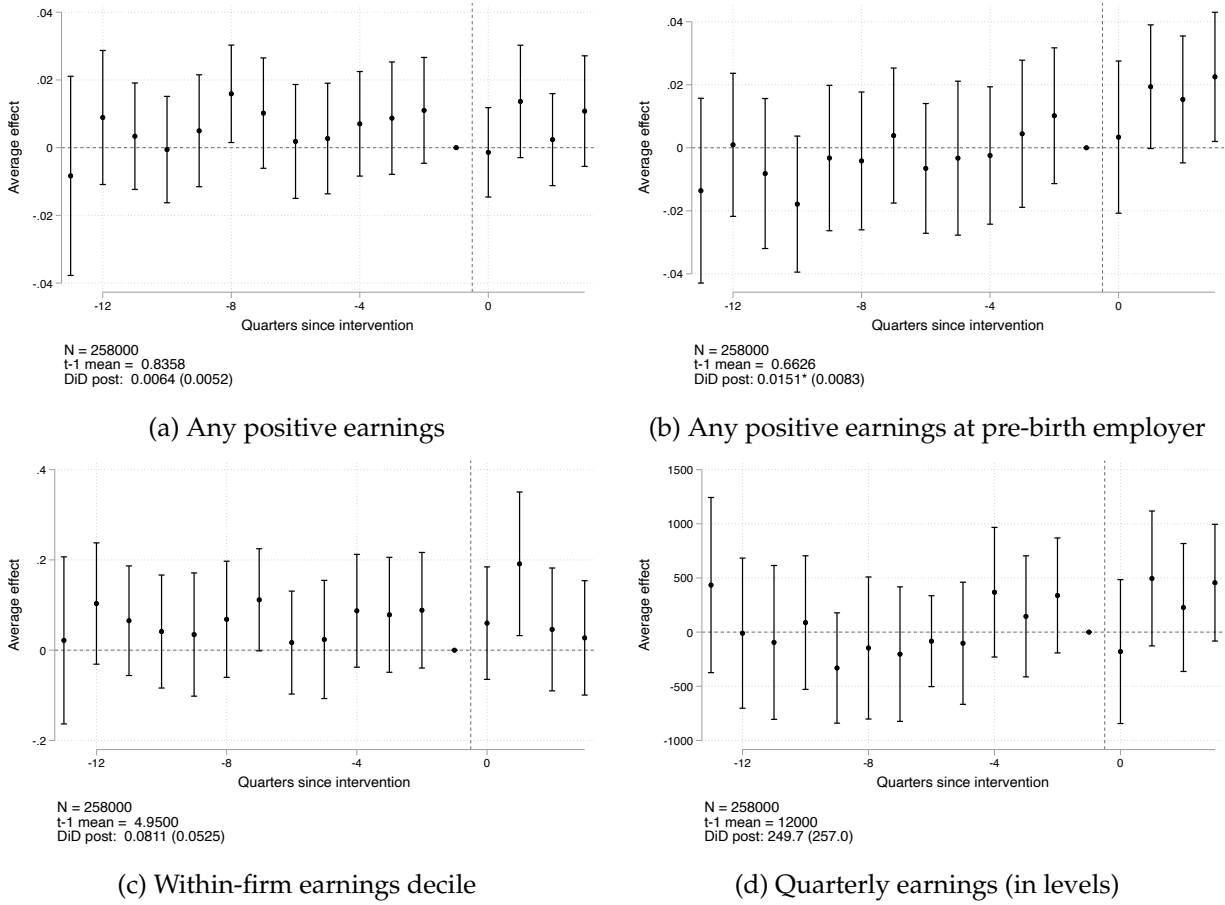 .04
.02
0
-.02
-.04
Average effect
-12
-8
-4
0
Quarters since intervention
N = 258000
t-1 mean = 0.8358
DiD post: 0.0064 (0.0052)
(a) Any positive earnings
.04
.02
0
-.02
-.04
Average effect
-12
-8
-4
0
Quarters since intervention
N = 258000
t-1 mean = 0.6626
DiD post: 0.0151* (0.0083)
(b) Any positive earnings at pre-birth employer
.4
.2
0
-.2
Average effect
-12
-8
-4
0
Quarters since intervention
N = 258000
t-1 mean = 4.9500
DiD post: 0.0811 (0.0525)
(c) Within-firm earnings decile
1500
1000
500
0
-500
-1000
Average effect
-12
-8
-4
0
Quarters since intervention
N = 258000
t-1 mean = 12000
DiD post: 249.7 (257.0)
(d) Quarterly earnings (in levels)